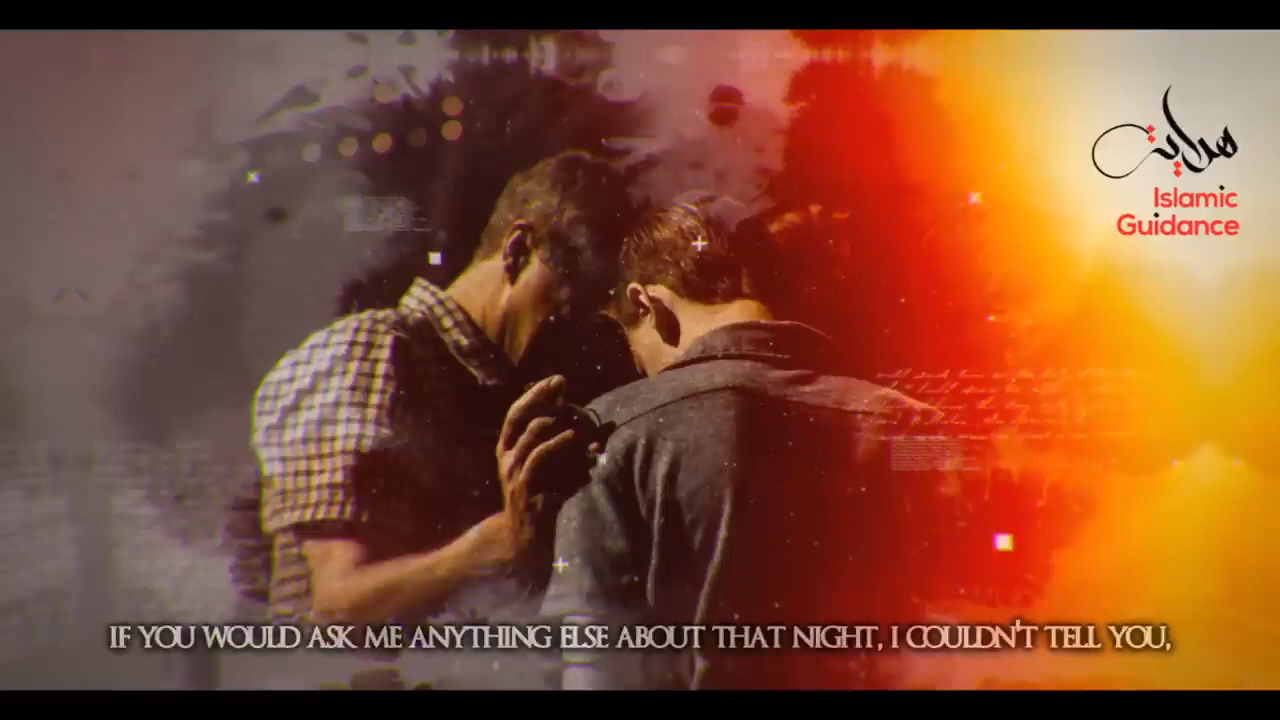 هداية
Islamic
Guidance
IF YOU WOULD ASK ME ANYTHING ELSE ABOUT THAT NIGHT, I COULDN'T TELL YOU,